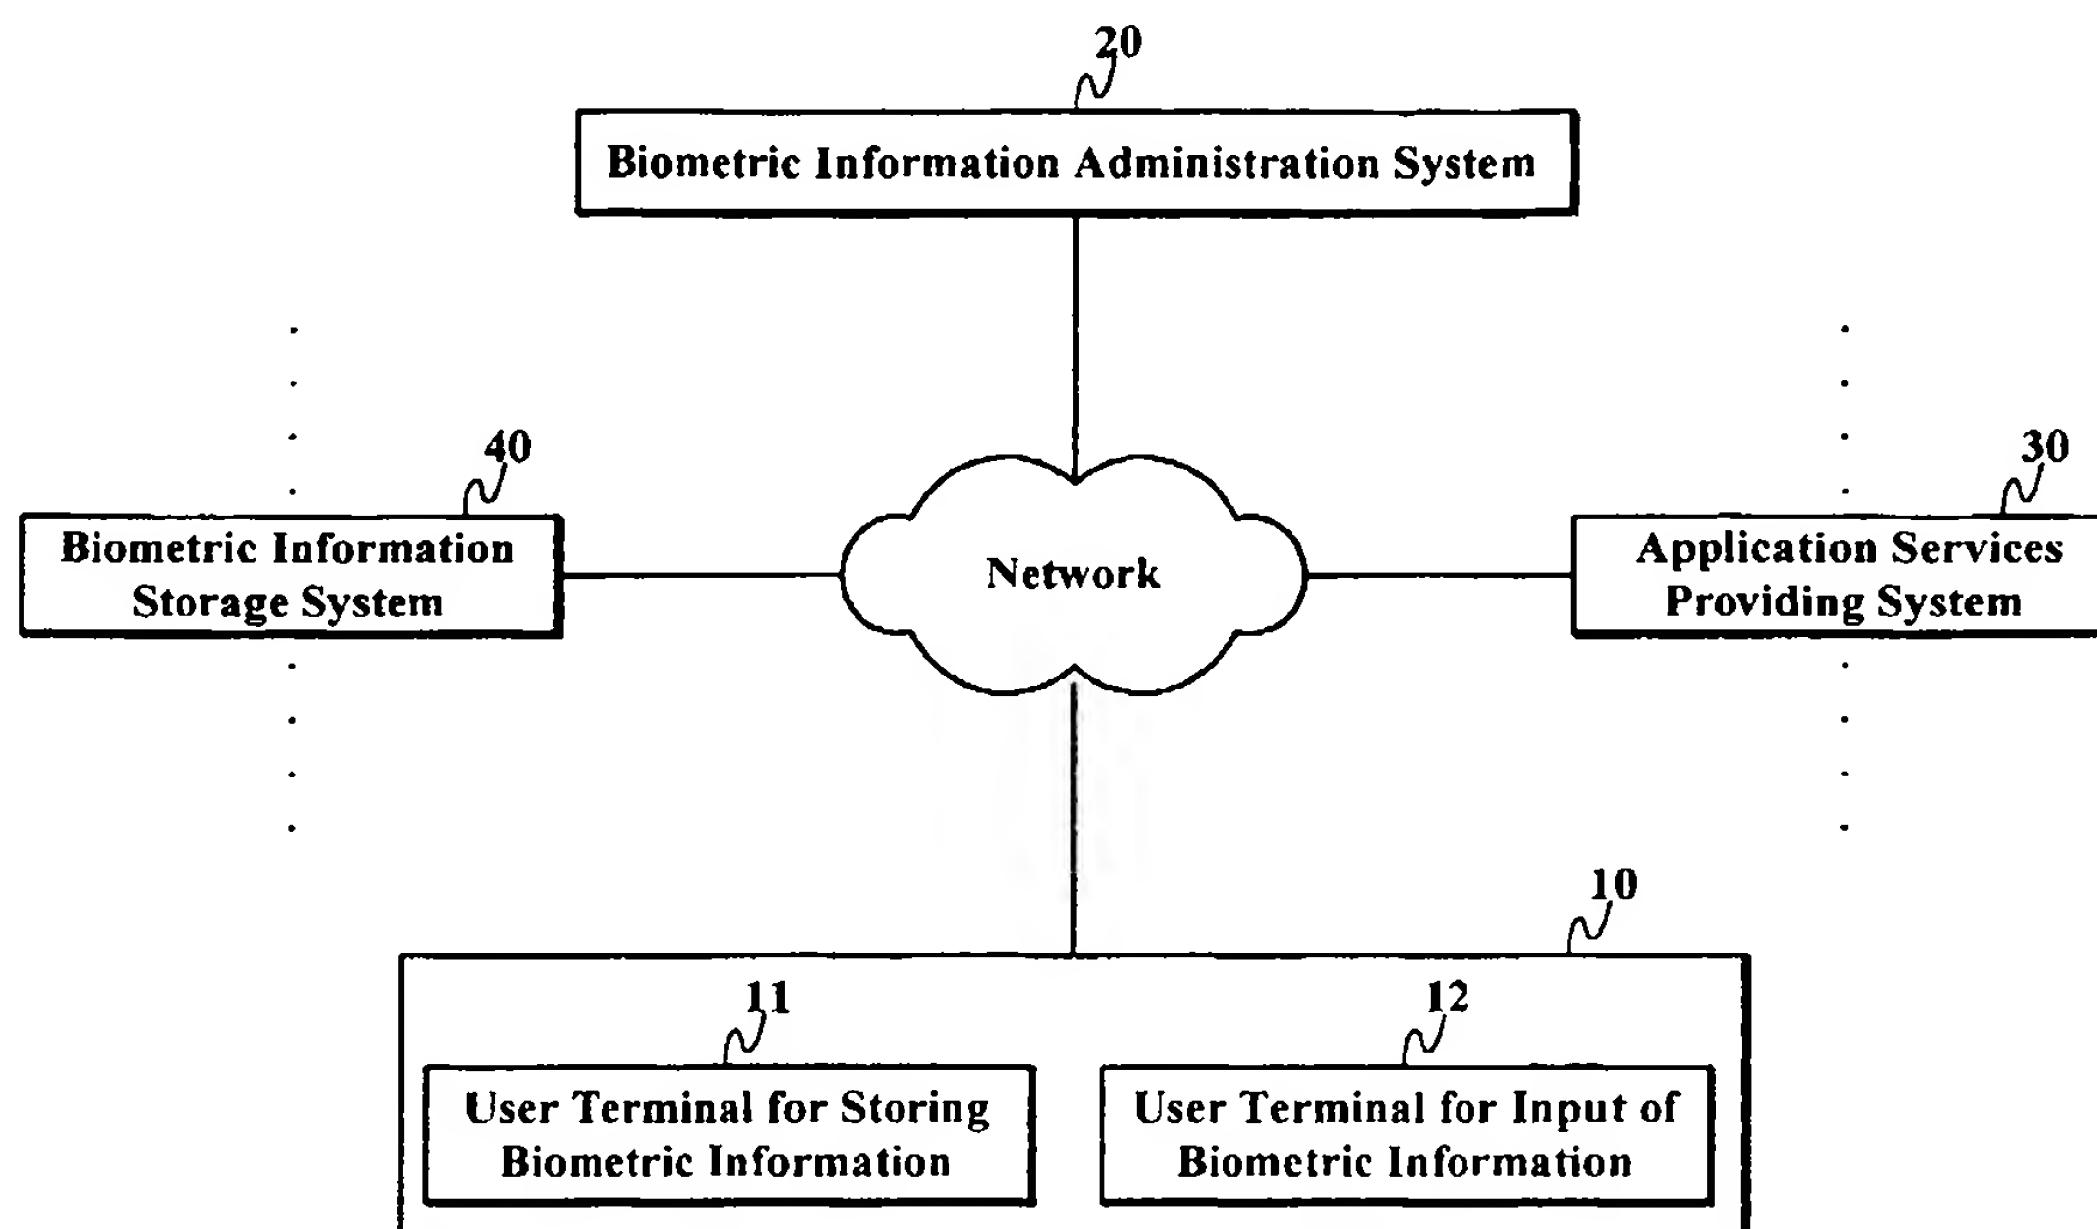 20
Biometric Information Administration System
40
30
Biometric Information
Storage System
Network
Application Services
Providing System
10
11
12
User Terminal for Storing
Biometric Information
User Terminal for Input of
Biometric Information